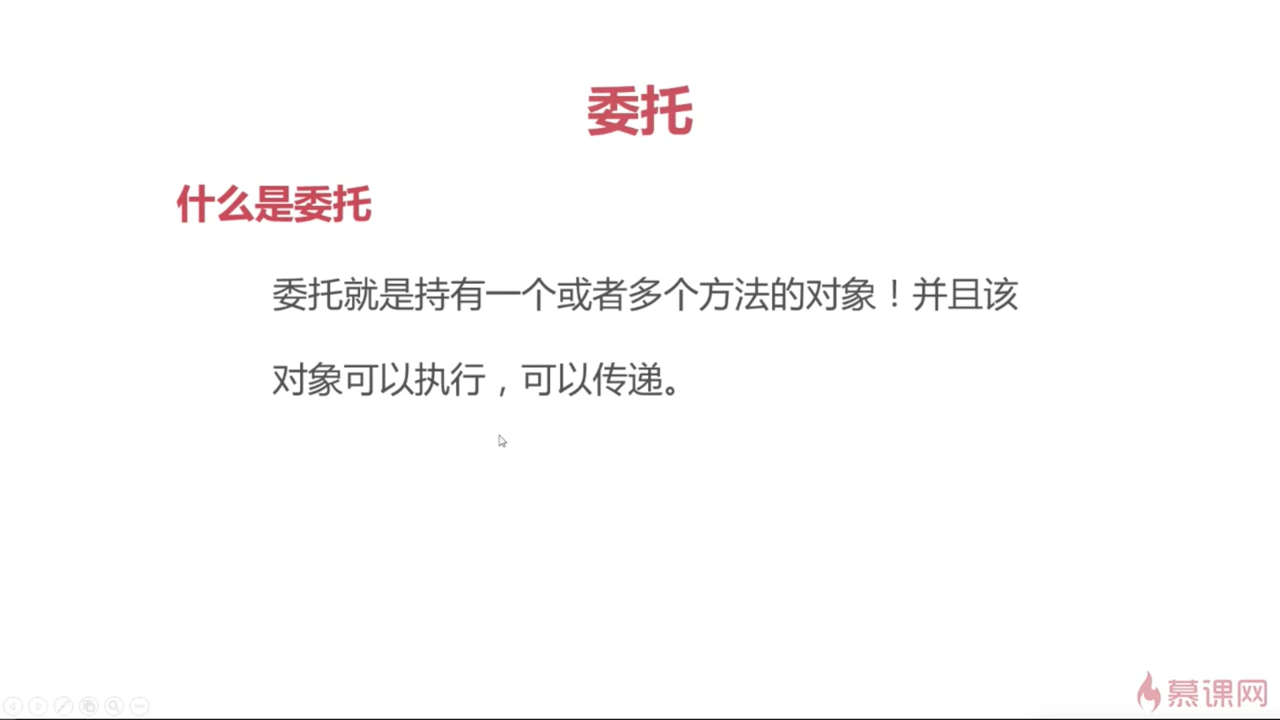 委托
什么是委托
委托就是持有一个或者多个方法的对象！并且该
对象可以执行，可以传递。
慕课网